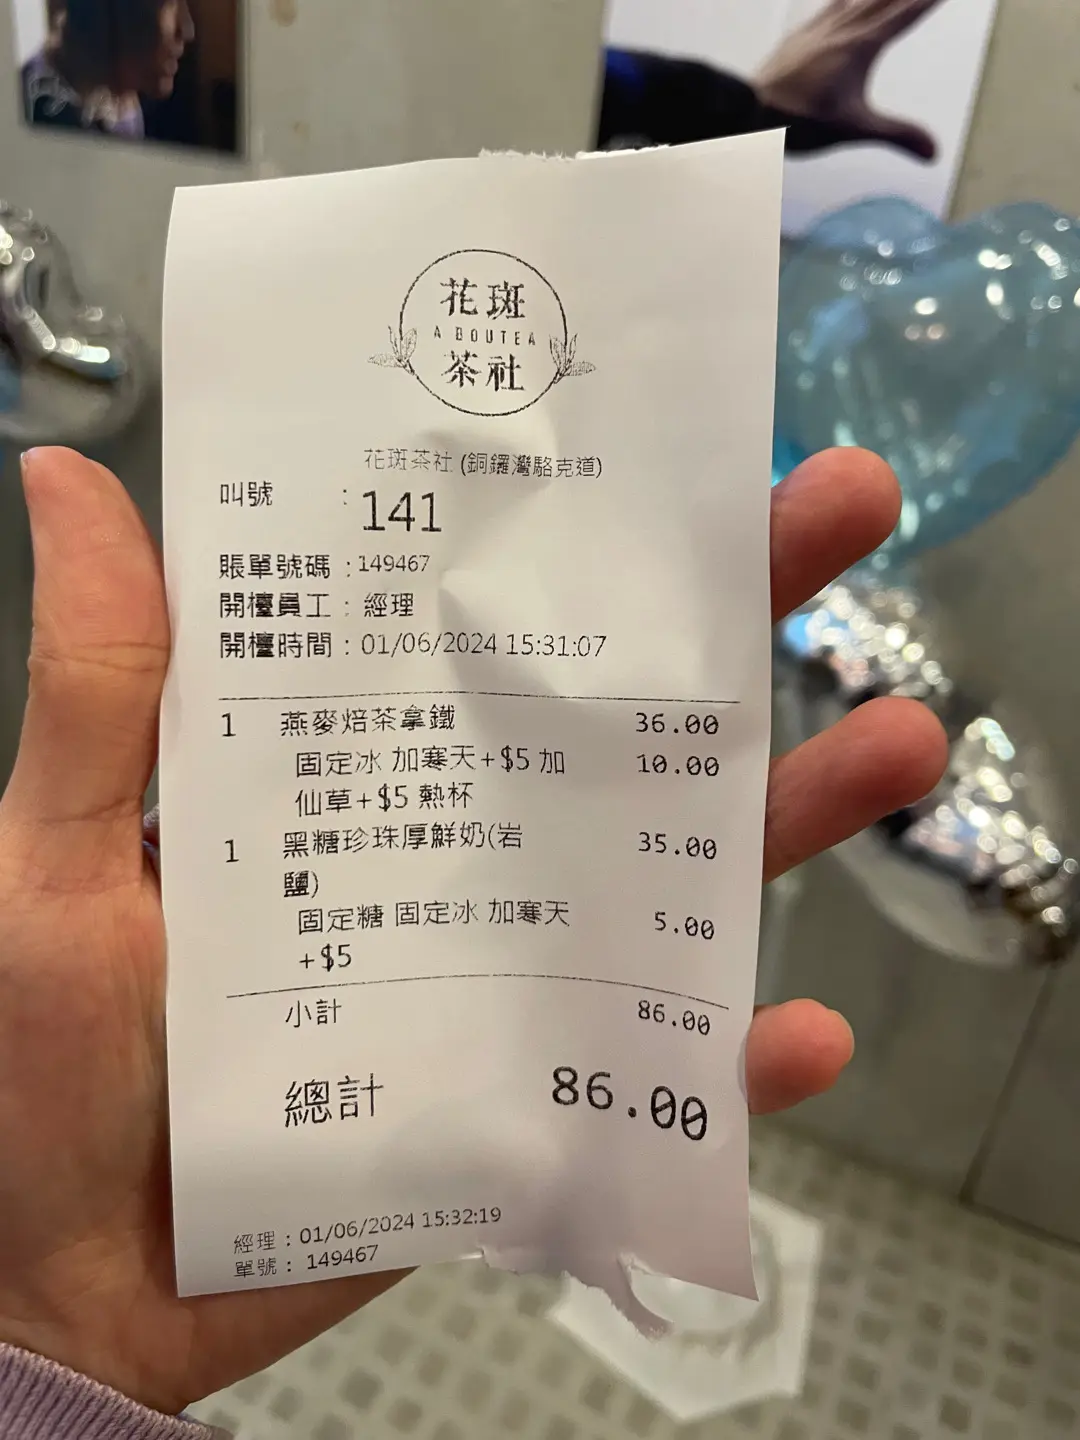 花斑
A BOUTEA
茶社
花斑茶社 (銅鑼灣駱克道)
叫號 : 141
賬單號碼 : 149467
開檯員工 : 經理
開檯時間 : 01/06/2024 15:31:07
1 燕麥焙茶拿鐵 36.00
固定冰 加寒天+$5 加 10.00
仙草+$5 熱杯
1 黑糖珍珠厚鮮奶(岩 35.00
鹽)
固定糖 固定冰 加寒天 5.00
+$5
小計 86.00
總計 86.00
經理 : 01/06/2024 15:32:19
單號 : 149467